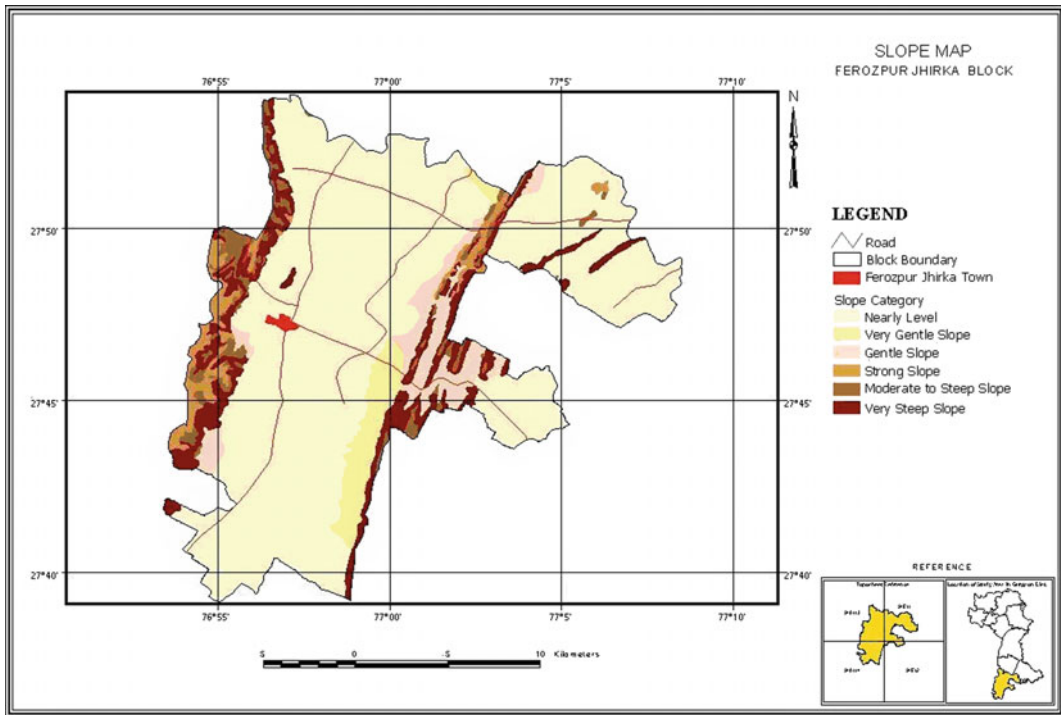 SLOPE MAP
FEROZPUR JHIRKA BLOCK
76°55'
77°00'
77°5'
77°10'
N
27°50'
27°50'
27°45'
27°45'
27°40'
27°40'
76°55'
77°00'
77°5'
77°10'
LEGEND
Road
Block Boundary
Ferozpur Jhirka Town
Slope Category
Nearly Level
Very Gentle Slope
Gentle Slope
Strong Slope
Moderate to Steep Slope
Very Steep Slope
5 0 5 10 Kilometers
REFERENCE